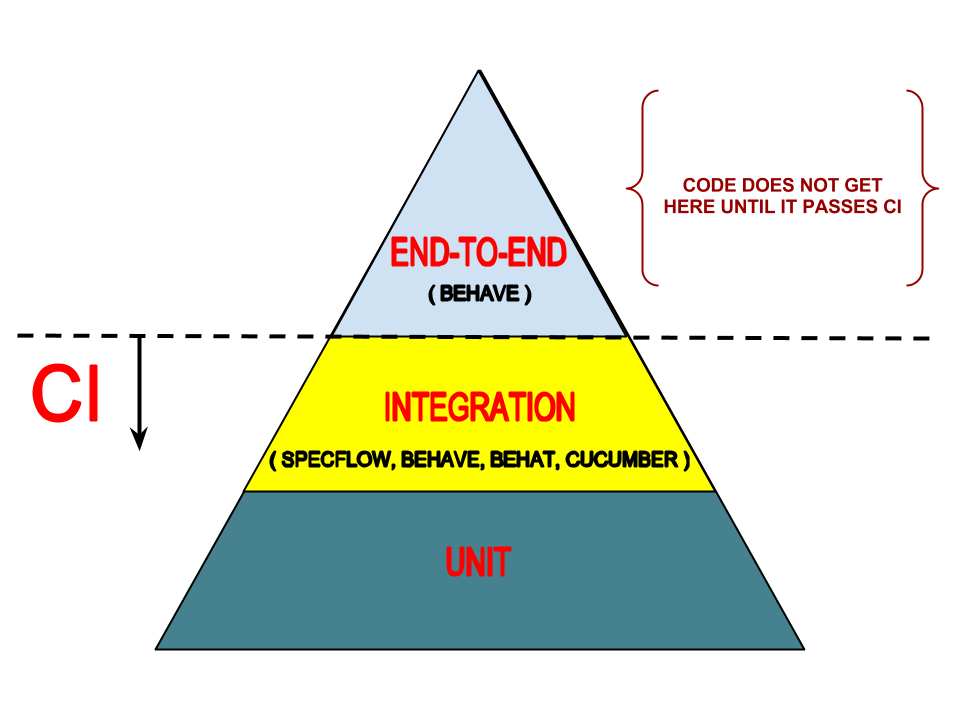 CODE DOES NOT GET
HERE UNTIL IT PASSES CI
END-TO-END
( BEHAVE )
CI
INTEGRATION
( SPECFLOW, BEHAVE, BEHAT, CUCUMBER )
UNIT